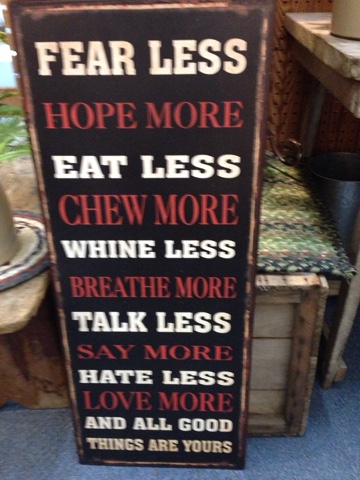 FEAR LESS
HOPE MORE
EAT LESS
CHEW MORE
WHINE LESS
BREATHE MORE
TALK LESS
SAY MORE
HATE LESS
LOVE MORE
AND ALL GOOD
THINGS ARE YOURS